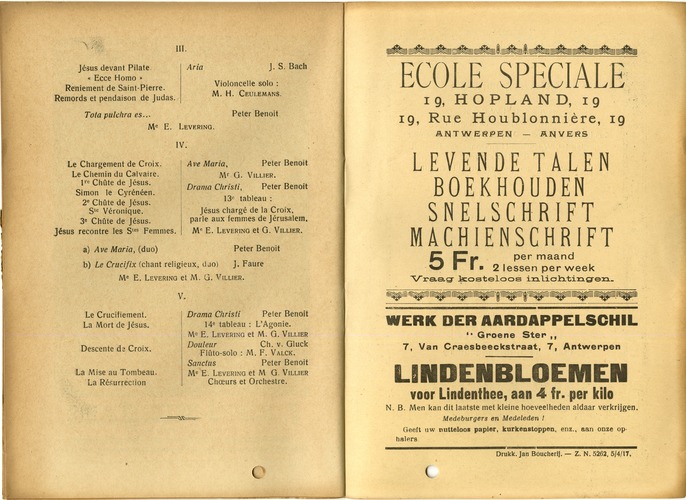 III.
Jésus devant Pilate
« Ecce Homo »
Reniement de Saint-Pierre.
Remords et pendaison de Judas.
Aria J. S. Bach
Violoncelle solo :
M. H. CEULEMANS.
Tota pulchra es... Peter Benoit
Me E. LEVERING.
IV.
Le Chargement de Croix.
Le Chemin du Calvaire.
1re Chûte de Jésus.
Simon le Cyrénéen.
2e Chûte de Jésus.
Ste Véronique.
3e Chûte de Jésus.
Jésus recontre les Stes Femmes.
Ave Maria, Peter Benoit
Mr G. VILLIER.
Drama Christi, Peter Benoit
13e tableau :
Jésus chargé de la Croix,
parle aux femmes de Jérusalem.
Me E. LEVERING et G. VILLIER.
a) Ave Maria, (duo) Peter Benoit
b) Le Crucifix (chant religieux, duo) J. Faure
Me E. LEVERING et M. G. VILLIER.
V.
Le Crucifiement.
La Mort de Jésus.
Drama Christi Peter Benoit
14e tableau : L'Agonie.
Me E. LEVERING et M. G. VILLIER
Descente de Croix.
Douleur Ch. v. Gluck
Flûto-solo : M. F. VALCK.
La Mise au Tombeau.
La Résurrection
Sanctus Peter Benoit
Me E. LEVERING et M G. VILLIER
Chœurs et Orchestre.
ECOLE SPECIALE
19, HOPLAND, 19
19, Rue Houblonnière, 19
ANTWERPEN — ANVERS
LEVENDE TALEN
BOEKHOUDEN
SNELSCHRIFT
MACHIENSCHRIFT
5 Fr. per maand
2 lessen per week
Vraag kosteloos inlichtingen.
WERK DER AARDAPPELSCHIL
" Groene Ster „
7, Van Craesbeeckstraat, 7, Antwerpen
LINDENBLOEMEN
voor Lindenthee, aan 4 fr. per kilo
N. B. Men kan dit laatste met kleine hoeveelheden aldaar verkrijgen.
Medeburgers en Medeleden !
Geeft uw nutteloos papier, kurkenstoppen, enz., aan onze op-
halers
Drukk. Jan Boucherij. — Z. N. 5262, 5/4/17.